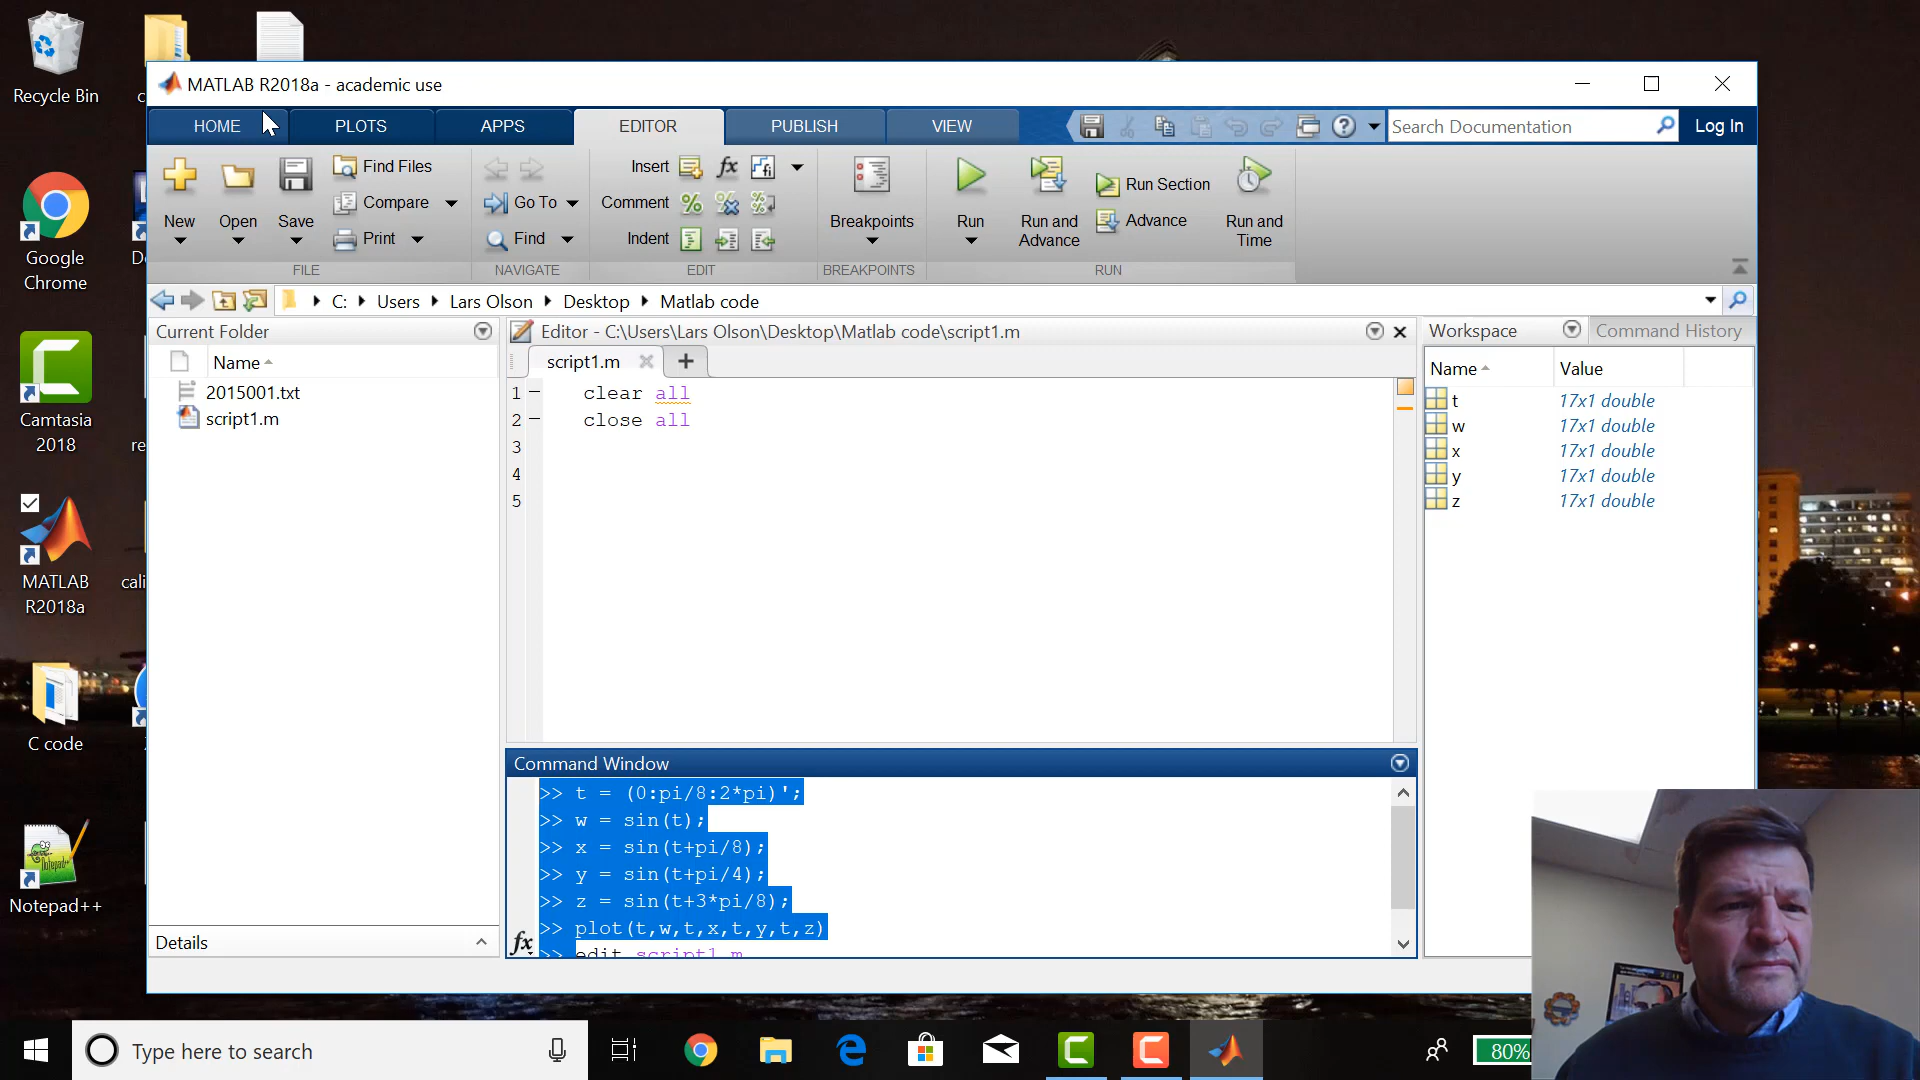 Recycle Bin
c
MATLAB R2018a - academic use
HOME
PLOTS
APPS
EDITOR
PUBLISH
VIEW
Search Documentation
Log In
New
Open
Save
Find Files
Compare
Print
FILE
Go To
Find
NAVIGATE
Insert
fx
Comment
Indent
EDIT
Breakpoints
BREAKPOINTS
Run
Run and
Advance
Run Section
Advance
Run and
Time
RUN
C:
Users
Lars Olson
Desktop
Matlab code
Google
Chrome
D
Camtasia
2018
re
MATLAB
R2018a
cali
C code
Notepad++
Current Folder
Name
2015001.txt
script1.m
Details
Editor - C:\Users\Lars Olson\Desktop\Matlab code\script1.m
script1.m
1 clear all
2 close all
3
4
5
Command Window
>> t = (0:pi/8:2*pi)';
>> w = sin(t);
>> x = sin(t+pi/8);
>> y = sin(t+pi/4);
>> z = sin(t+3*pi/8);
>> plot(t,w,t,x,t,y,t,z)
fx >> edit script1.m
Workspace
Command History
Name Value
t 17x1 double
w 17x1 double
x 17x1 double
y 17x1 double
z 17x1 double
Type here to search
80%